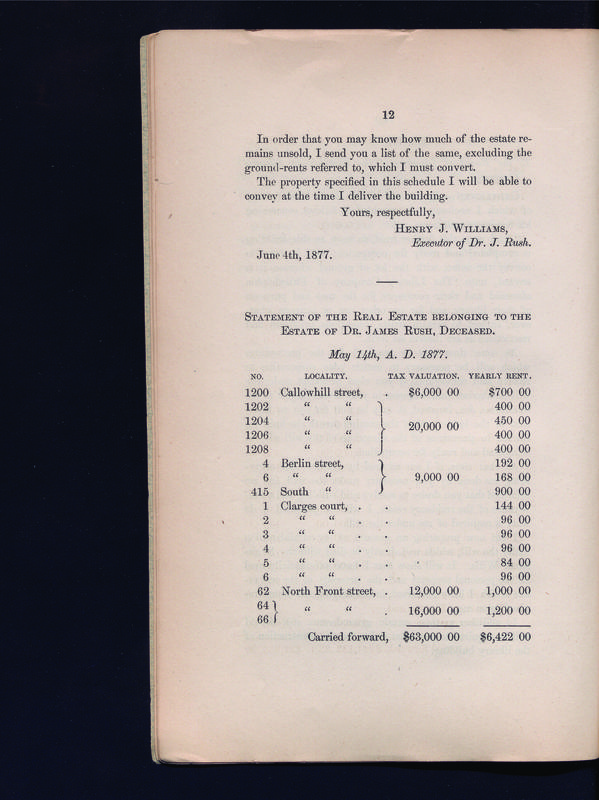 12
In order that you may know how much of the estate re-
mains unsold, I send you a list of the same, excluding the
ground-rents referred to, which I must convert.
The property specified in this schedule I will be able to
convey at the time I deliver the building.
Yours, respectfully,
HENRY J. WILLIAMS,
Executor of Dr. J. Rush.
June 4th, 1877.
STATEMENT OF THE REAL ESTATE BELONGING TO THE
ESTATE OF DR. JAMES RUSH, DECEASED.
May 14th, A. D. 1877.
NO. LOCALITY. TAX VALUATION. YEARLY RENT.
1200 Callowhill street, . $6,000 00 $700 00
1202 “ “ 400 00
1204 “ “ 450 00
20,000 00
1206 “ “ 400 00
1208 “ “ 400 00
4 Berlin street, 192 00
6 “ “ 9,000 00 168 00
415 South “ 900 00
1 Clarges court, . . 144 00
2 “ “ . . 96 00
3 “ “ . . 96 00
4 “ “ . . 96 00
5 “ “ . . 84 00
6 “ “ . . 96 00
62 North Front street, . 12,000 00 1,000 00
64
“ “ . 16,000 00 1,200 00
66
Carried forward, $63,000 00 $6,422 00